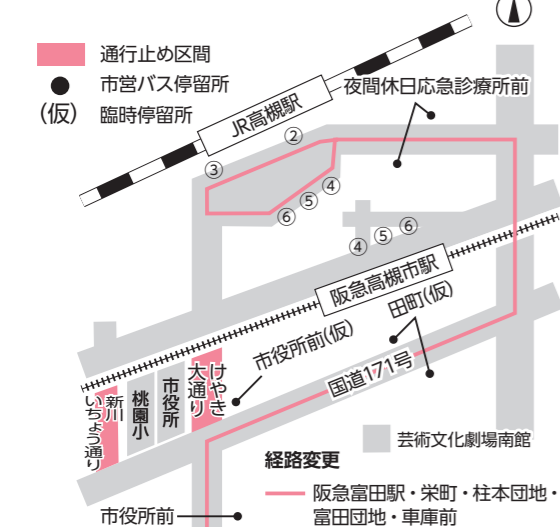 通行止め区間
市営バス停留所
(仮) 臨時停留所
JR高槻駅
夜間休日応急診療所前
②
③
④
⑤
⑥
④
⑤
⑥
阪急高槻市駅
田町(仮)
市役所前(仮)
国道171号
けやき
大通り
市役所
桃園小
新川
いちょう通り
芸術文化劇場南館
経路変更
阪急富田駅・栄町・柱本団地・
富田団地・車庫前
市役所前